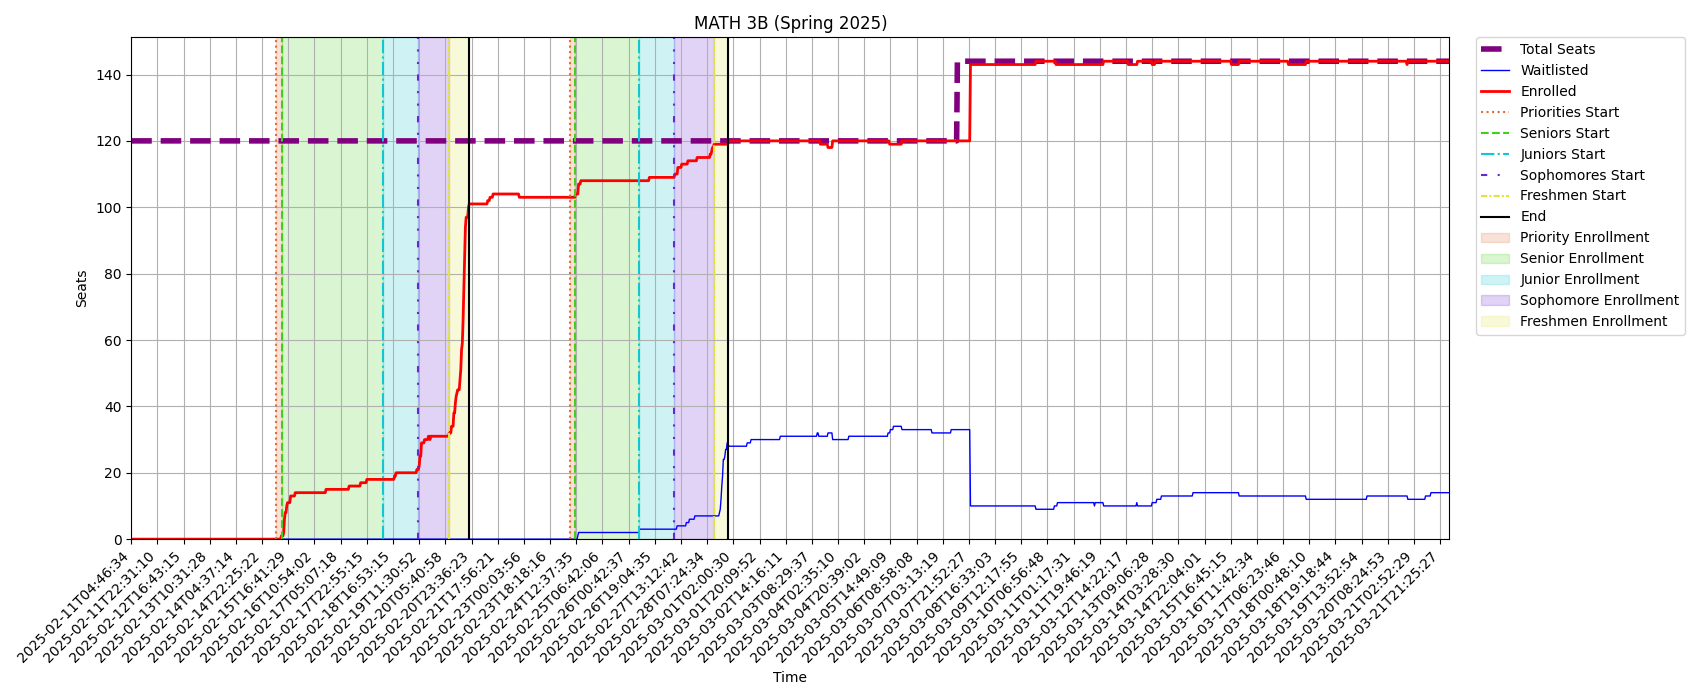 MATH 3B (Spring 2025)
Seats
140
120
100
80
60
40
20
0
2025-02-11T04:46:34
2025-02-11T22:31:10
2025-02-12T16:43:15
2025-02-13T10:31:28
2025-02-14T04:37:14
2025-02-14T22:25:22
2025-02-15T16:41:29
2025-02-16T10:54:02
2025-02-17T05:07:18
2025-02-17T22:55:15
2025-02-18T16:53:15
2025-02-19T11:30:52
2025-02-20T05:40:58
2025-02-20T23:36:23
2025-02-21T17:56:21
2025-02-23T00:03:56
2025-02-23T18:18:16
2025-02-24T12:37:35
2025-02-25T06:42:06
2025-02-26T00:42:37
2025-02-26T19:04:35
2025-02-27T13:12:42
2025-02-28T07:24:34
2025-03-01T02:00:30
2025-03-01T20:09:52
2025-03-02T14:16:11
2025-03-03T08:29:37
2025-03-04T02:35:10
2025-03-04T20:39:02
2025-03-05T14:49:09
2025-03-06T08:58:08
2025-03-07T03:13:19
2025-03-07T21:52:27
2025-03-08T16:33:03
2025-03-09T12:17:55
2025-03-10T06:56:48
2025-03-11T01:17:31
2025-03-11T19:46:19
2025-03-12T14:22:17
2025-03-13T09:06:28
2025-03-14T03:28:30
2025-03-14T22:04:01
2025-03-15T16:45:15
2025-03-16T11:42:34
2025-03-17T06:23:46
2025-03-18T00:48:10
2025-03-18T19:18:44
2025-03-19T13:52:54
2025-03-20T08:24:53
2025-03-21T02:52:29
2025-03-21T21:25:27
Time
Total Seats
Waitlisted
Enrolled
Priorities Start
Seniors Start
Juniors Start
Sophomores Start
Freshmen Start
End
Priority Enrollment
Senior Enrollment
Junior Enrollment
Sophomore Enrollment
Freshmen Enrollment